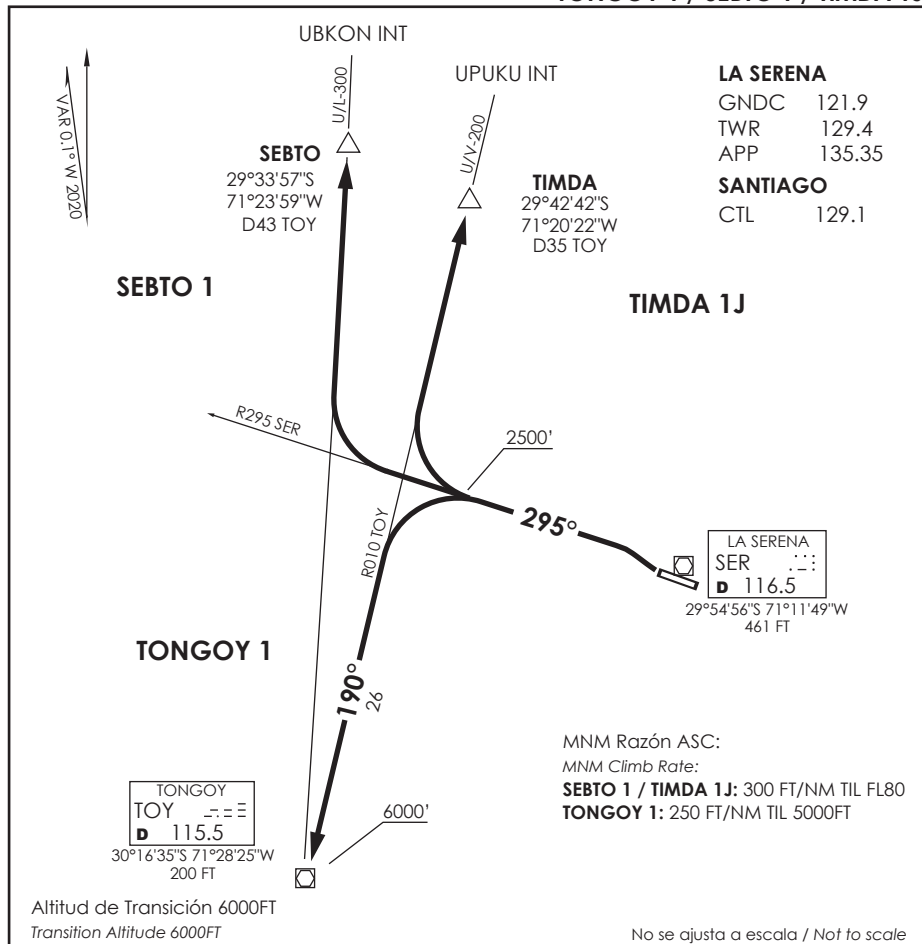 UBKON INT
UPUKU INT
U/L-300
U/V-200
VAR 0.1° W 2020
LA SERENA
GNDC 121.9
TWR 129.4
APP 135.35
SANTIAGO
CTL 129.1
SEBTO
29°33'57"S
71°23'59"W
D43 TOY
TIMDA
29°42'42"S
71°20'22"W
D35 TOY
SEBTO 1
TIMDA 1J
R295 SER
2500'
295°
R010 TOY
LA SERENA
SER
D 116.5
29°54'56"S 71°11'49"W
461 FT
TONGOY 1
190°
26
MNM Razón ASC:
MNM Climb Rate:
SEBTO 1 / TIMDA 1J: 300 FT/NM TIL FL80
TONGOY 1: 250 FT/NM TIL 5000FT
TONGOY
TOY
D 115.5
30°16'35"S 71°28'25"W
200 FT
6000'
Altitud de Transición 6000FT
Transition Altitude 6000FT
No se ajusta a escala / Not to scale